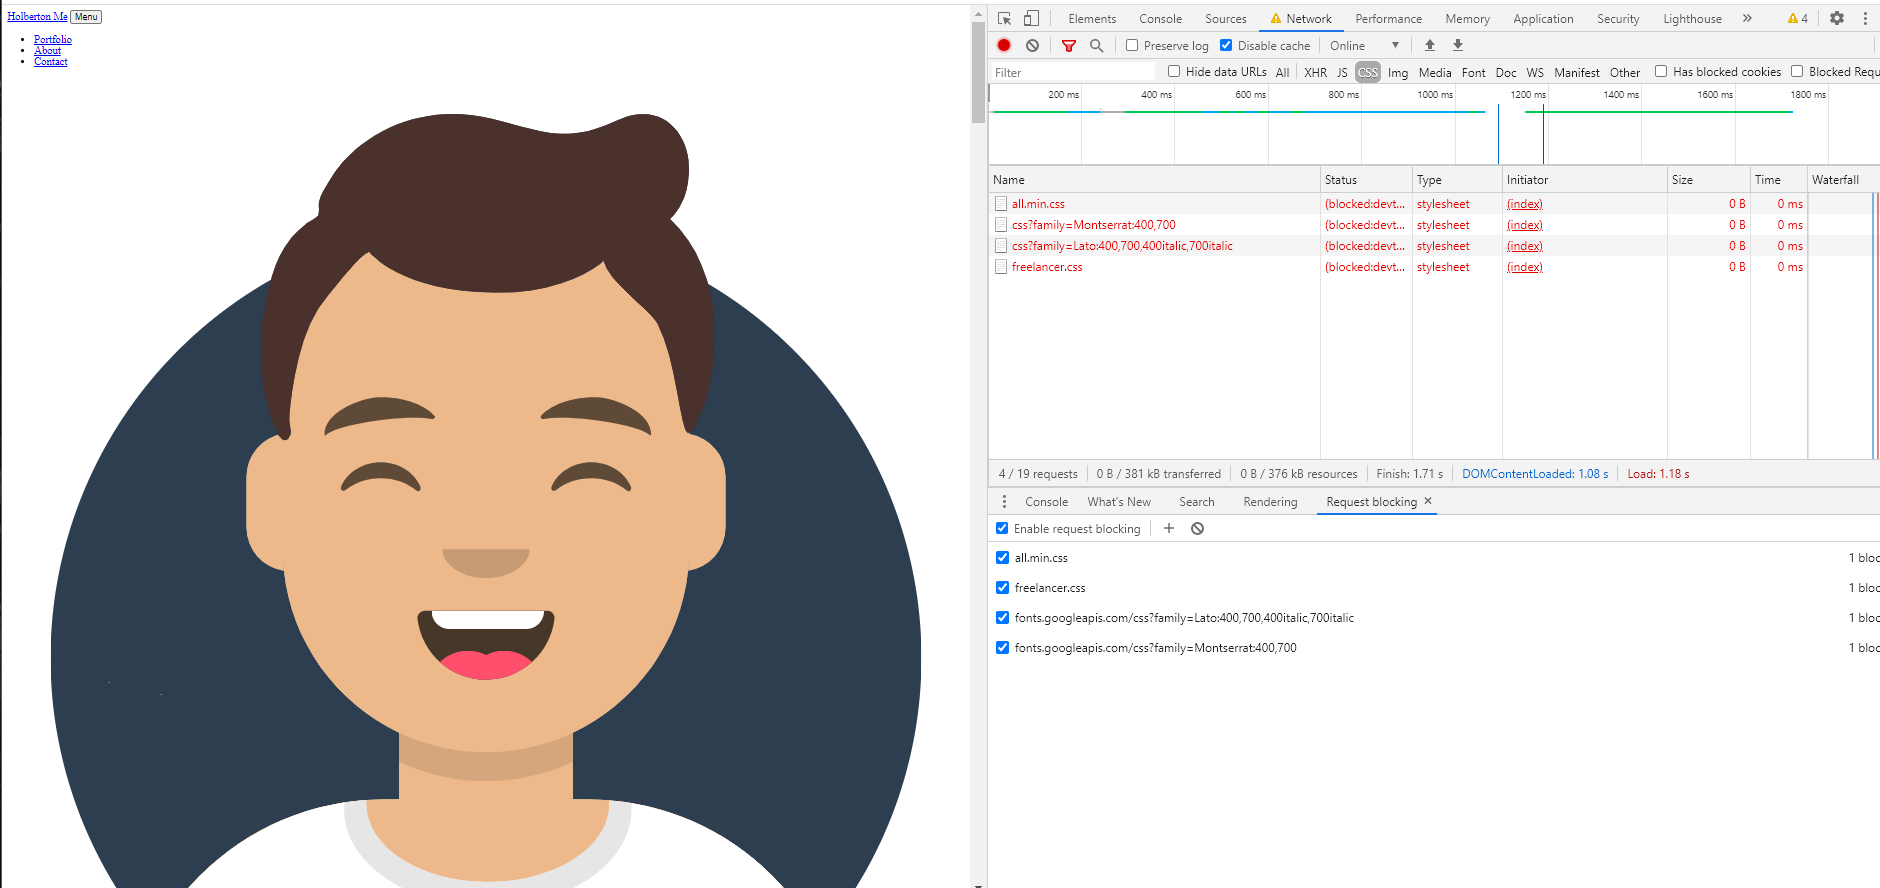 Holberton Me Menu
Portfolio
About
Contact
Elements Console Sources Network Performance Memory Application Security Lighthouse » 4
Preserve log Disable cache Online
Filter Hide data URLs All XHR JS CSS Img Media Font Doc WS Manifest Other Has blocked cookies Blocked Requ
200 ms 400 ms 600 ms 800 ms 1000 ms 1200 ms 1400 ms 1600 ms 1800 ms
Name Status Type Initiator Size Time Waterfall
all.min.css (blocked:devt... stylesheet (index) 0 B 0 ms
css?family=Montserrat:400,700 (blocked:devt... stylesheet (index) 0 B 0 ms
css?family=Lato:400,700,400italic,700italic (blocked:devt... stylesheet (index) 0 B 0 ms
freelancer.css (blocked:devt... stylesheet (index) 0 B 0 ms
4 / 19 requests 0 B / 381 kB transferred 0 B / 376 kB resources Finish: 1.71 s DOMContentLoaded: 1.08 s Load: 1.18 s
Console What's New Search Rendering Request blocking ×
Enable request blocking
all.min.css 1 bloc
freelancer.css 1 bloc
fonts.googleapis.com/css?family=Lato:400,700,400italic,700italic 1 bloc
fonts.googleapis.com/css?family=Montserrat:400,700 1 bloc